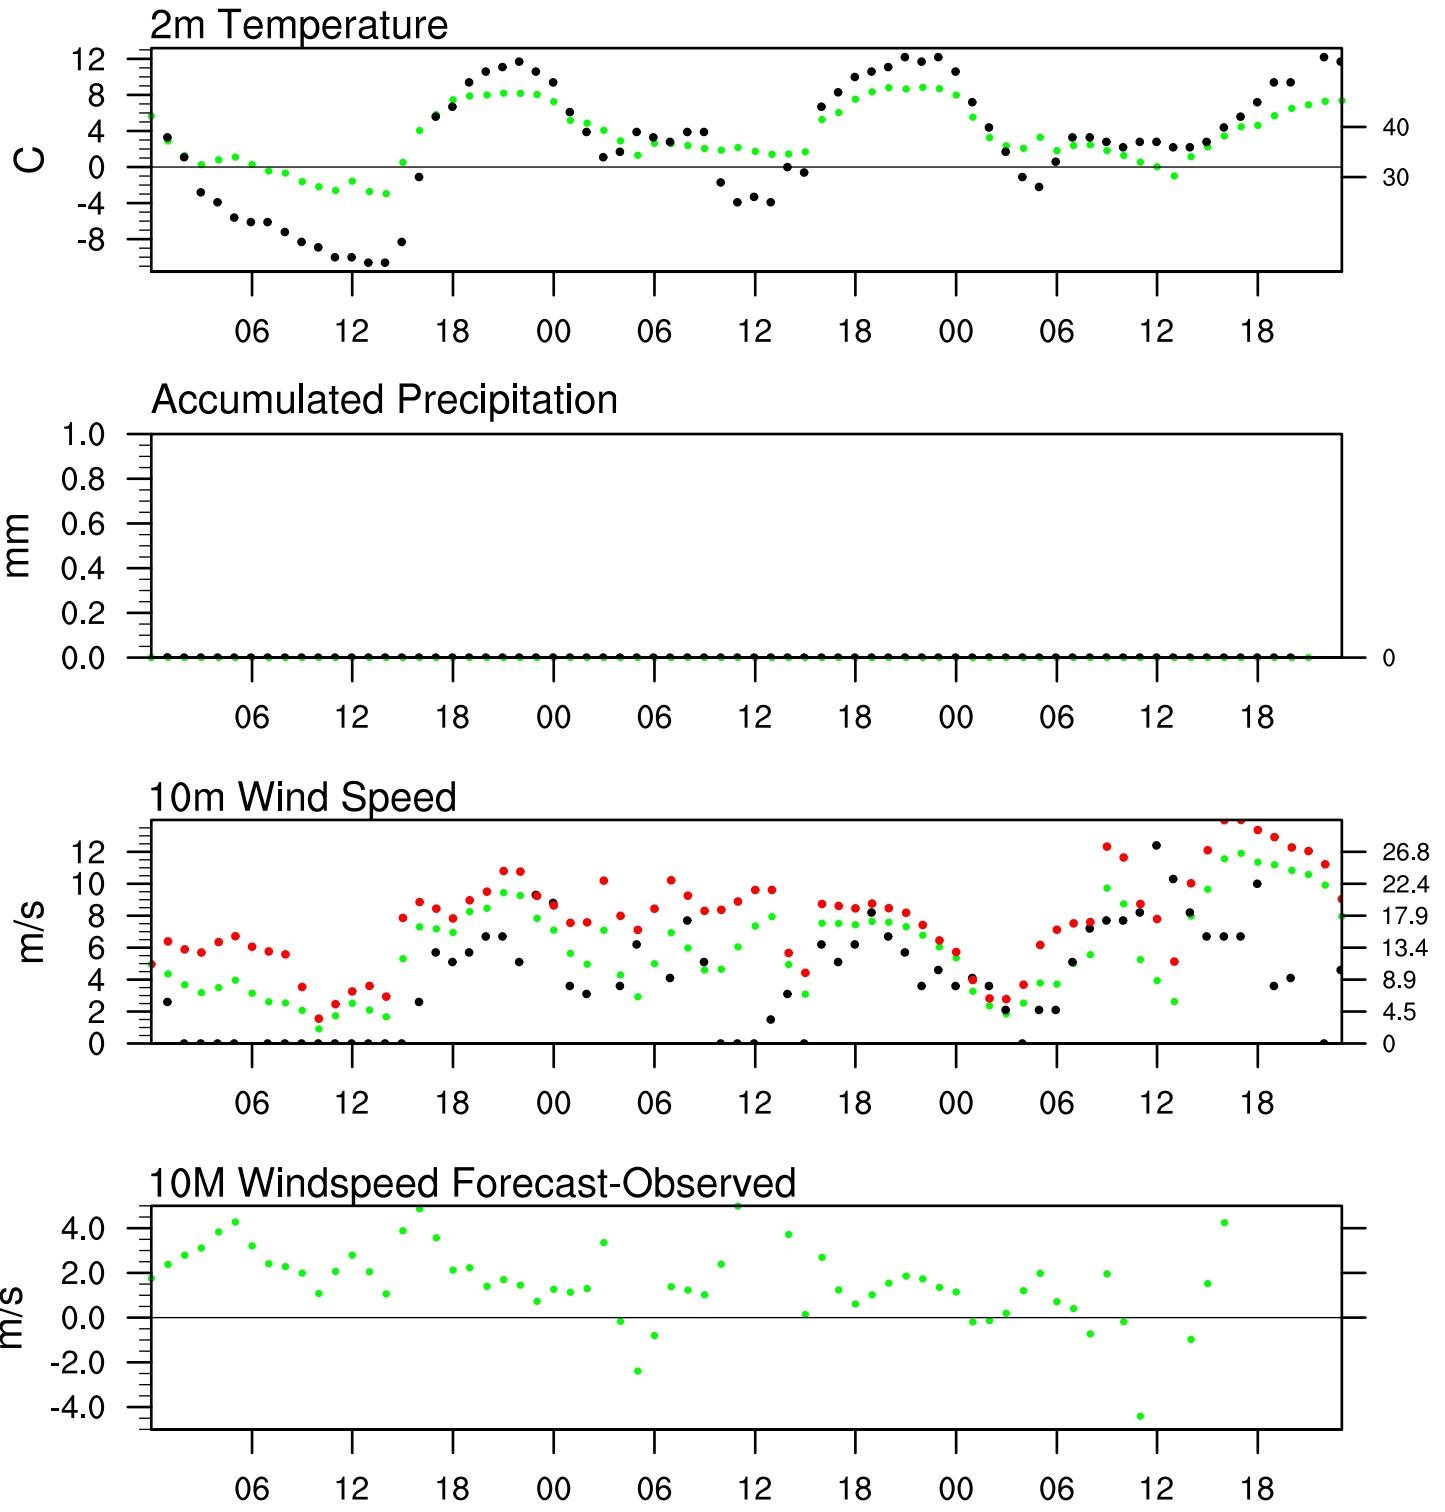 2m Temperature
12
8
4
0
-4
-8
C
40
30
06 12 18 00 06 12 18 00 06 12 18
Accumulated Precipitation
1.0
0.8
0.6
0.4
0.2
0.0
mm
0
06 12 18 00 06 12 18 00 06 12 18
10m Wind Speed
12
10
8
6
4
2
0
m/s
26.8
22.4
17.9
13.4
8.9
4.5
0
06 12 18 00 06 12 18 00 06 12 18
10M Windspeed Forecast-Observed
4.0
2.0
0.0
-2.0
-4.0
m/s
06 12 18 00 06 12 18 00 06 12 18